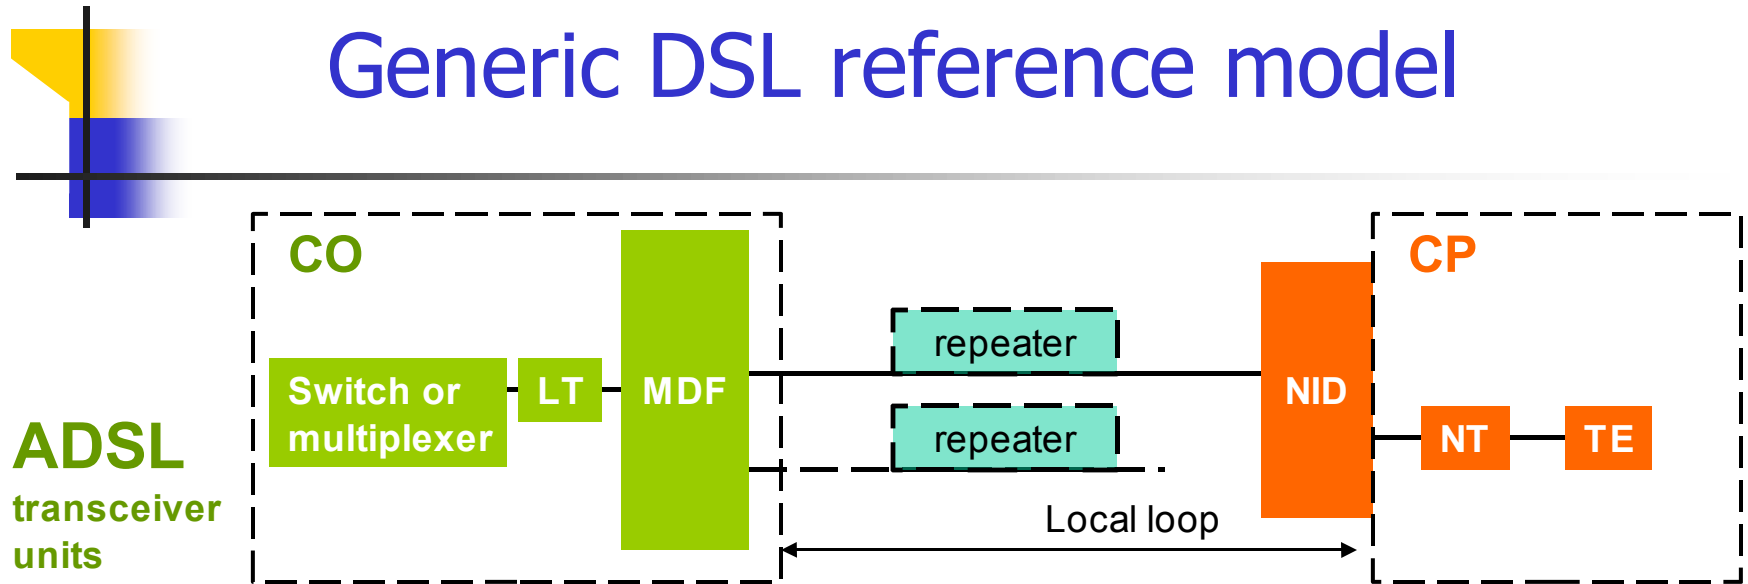 Generic DSL reference model
CO
CP
repeater
Switch or
multiplexer
LT
MDF
NID
repeater
NT
TE
ADSL
transceiver
units
Local loop